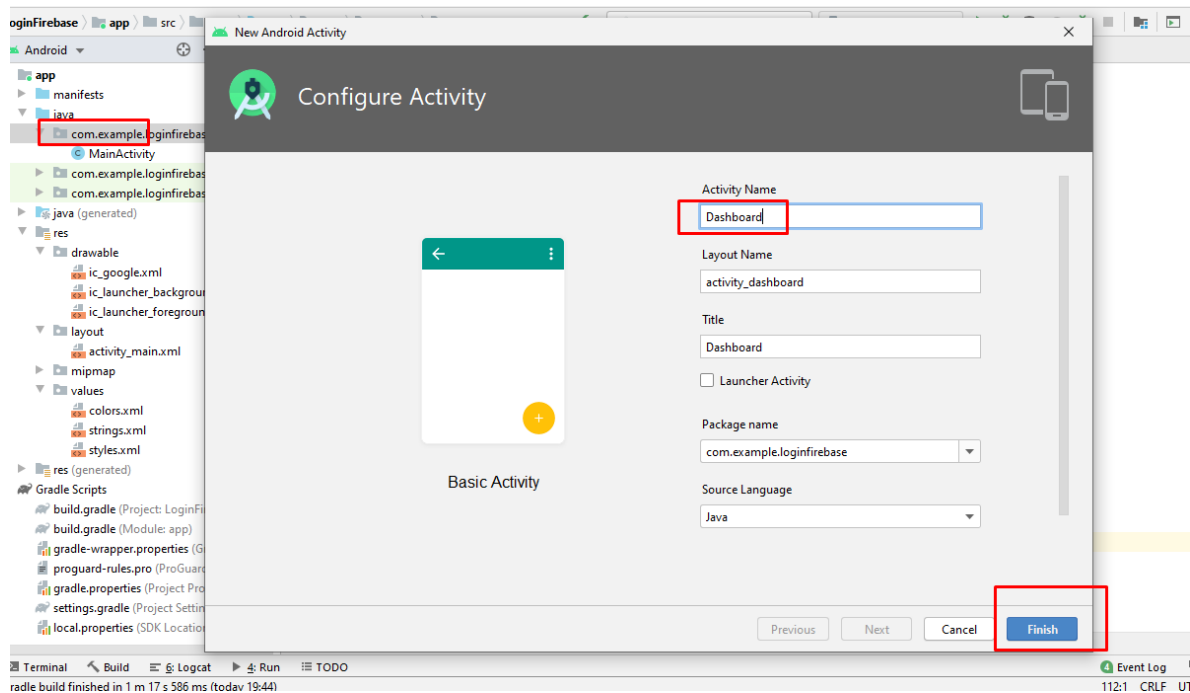 oginFirebase app src
New Android Activity
Android
Configure Activity
app
manifests
java
com.example.loginfirebas
MainActivity
com.example.loginfirebas
com.example.loginfirebas
java (generated)
res
drawable
ic_google.xml
ic_launcher_backgrour
ic_launcher_foregroun
layout
activity_main.xml
mipmap
values
colors.xml
strings.xml
styles.xml
res (generated)
Gradle Scripts
build.gradle (Project: LoginFi
build.gradle (Module: app)
gradle-wrapper.properties (G
proguard-rules.pro (ProGuard
gradle.properties (Project Pro
settings.gradle (Project Settin
local.properties (SDK Location
Basic Activity
Activity Name
Dashboard
Layout Name
activity_dashboard
Title
Dashboard
Launcher Activity
Package name
com.example.loginfirebase
Source Language
Java
Previous Next Cancel Finish
Terminal Build 6: Logcat 4: Run TODO 4 Event Log
radle build finished in 1 m 17 s 586 ms (today 19:44) 112:1 CRLF UT